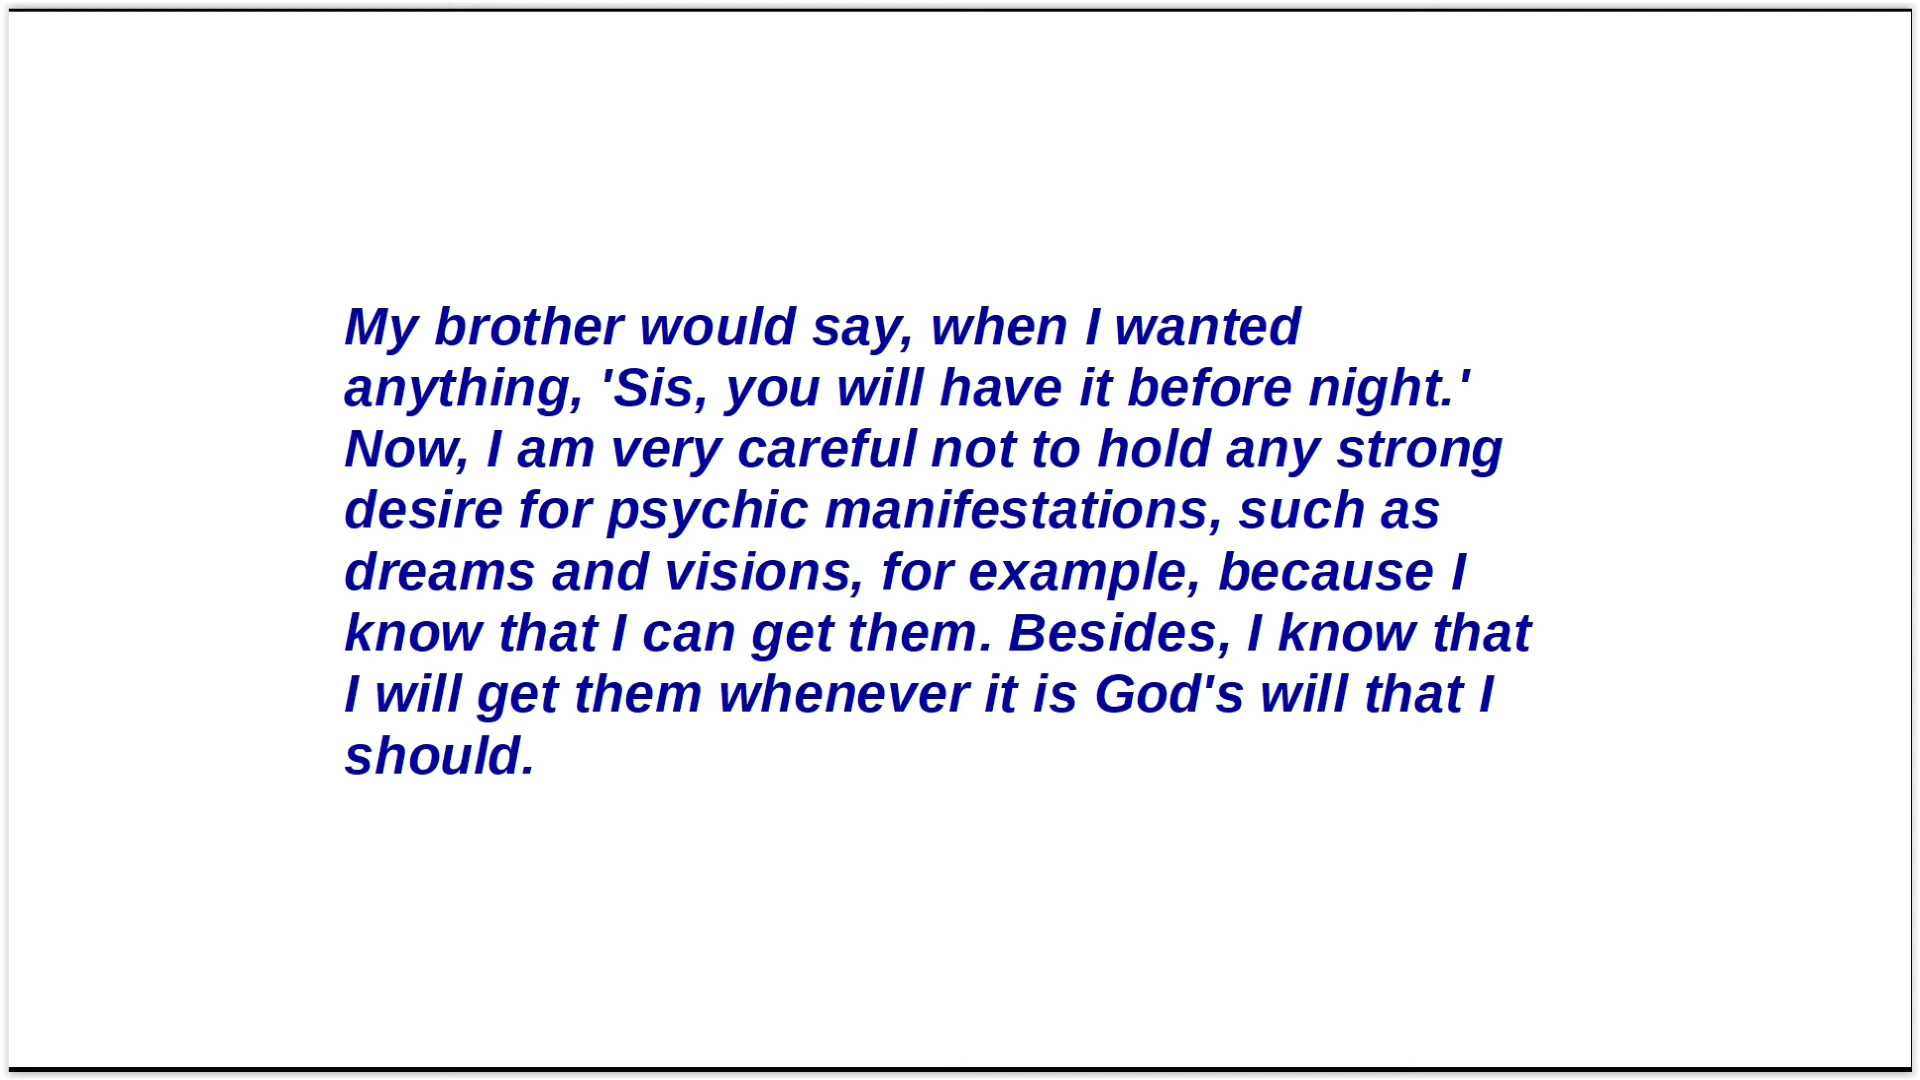 My brother would say, when I wanted
anything, 'Sis, you will have it before night.'
Now, I am very careful not to hold any strong
desire for psychic manifestations, such as
dreams and visions, for example, because I
know that I can get them. Besides, I know that
I will get them whenever it is God's will that I
should.